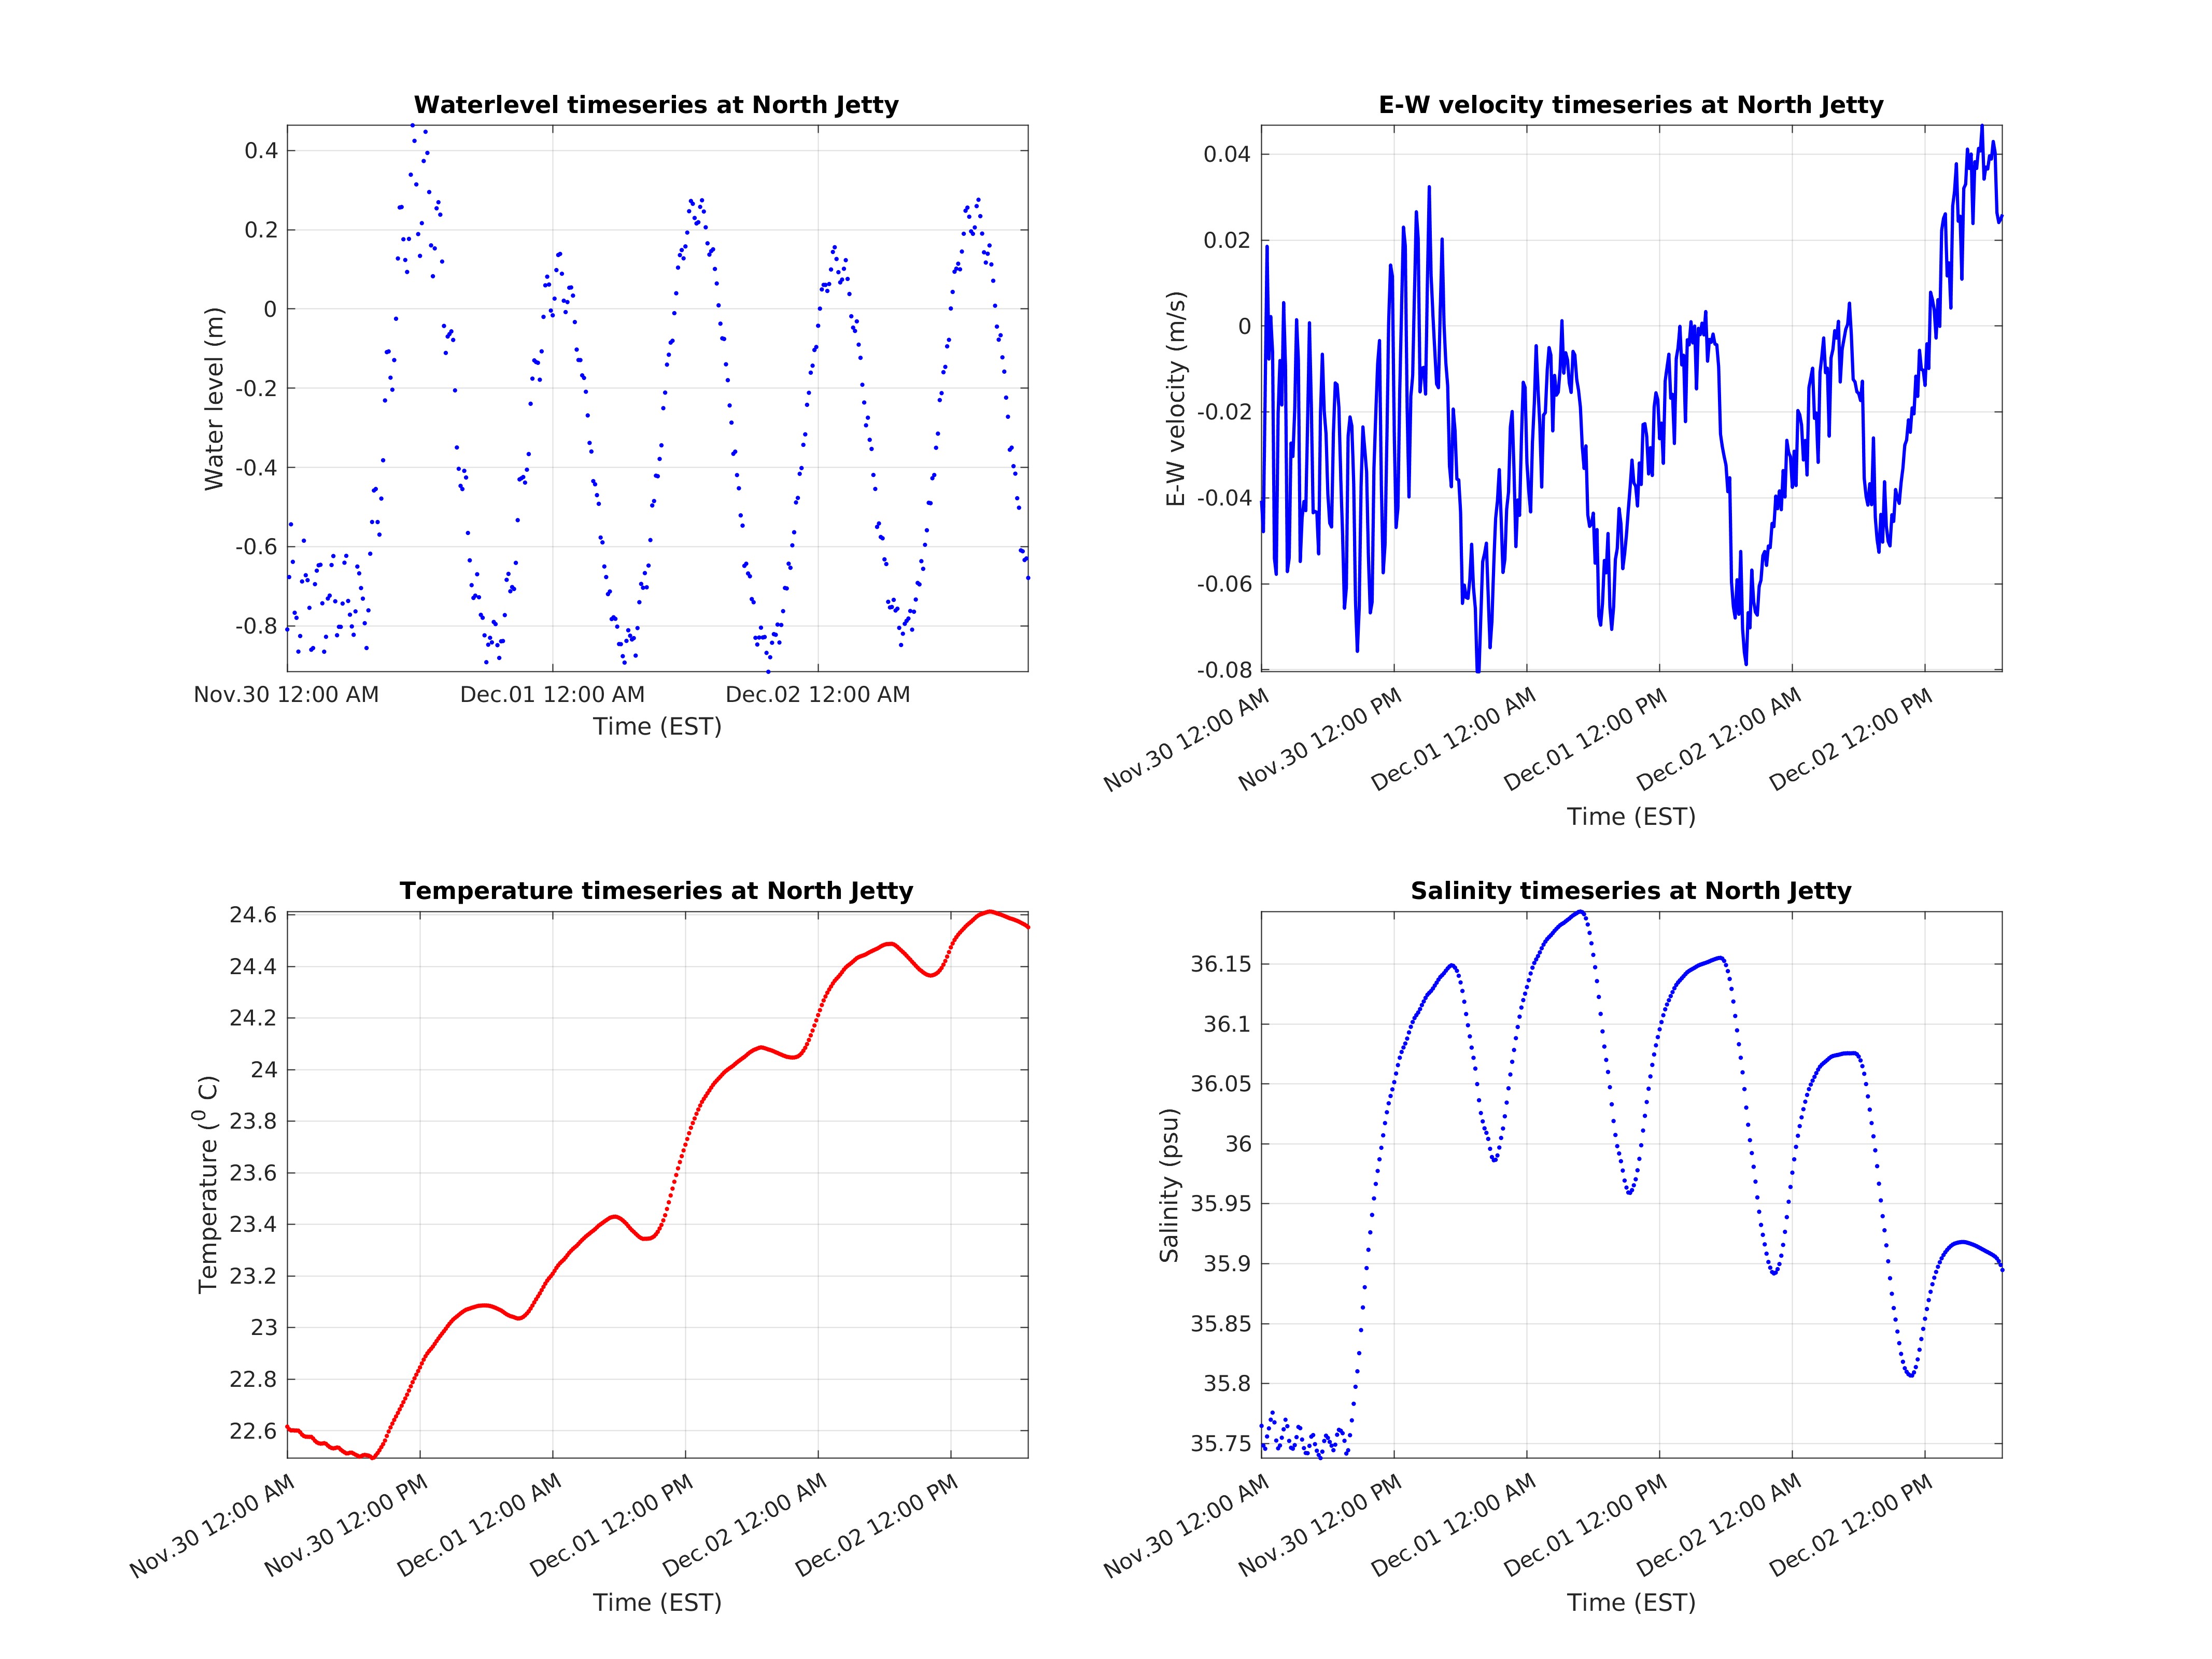 Waterlevel timeseries at North Jetty
Water level (m)
0.4
0.2
0
-0.2
-0.4
-0.6
-0.8
Nov.30 12:00 AM
Dec.01 12:00 AM
Dec.02 12:00 AM
Time (EST)
E-W velocity timeseries at North Jetty
E-W velocity (m/s)
0.04
0.02
0
-0.02
-0.04
-0.06
-0.08
Nov.30 12:00 AM
Nov.30 12:00 PM
Dec.01 12:00 AM
Dec.01 12:00 PM
Dec.02 12:00 AM
Dec.02 12:00 PM
Time (EST)
Temperature timeseries at North Jetty
Temperature (⁰ C)
24.6
24.4
24.2
24
23.8
23.6
23.4
23.2
23
22.8
22.6
Nov.30 12:00 AM
Nov.30 12:00 PM
Dec.01 12:00 AM
Dec.01 12:00 PM
Dec.02 12:00 AM
Dec.02 12:00 PM
Time (EST)
Salinity timeseries at North Jetty
Salinity (psu)
36.15
36.1
36.05
36
35.95
35.9
35.85
35.8
35.75
Nov.30 12:00 AM
Nov.30 12:00 PM
Dec.01 12:00 AM
Dec.01 12:00 PM
Dec.02 12:00 AM
Dec.02 12:00 PM
Time (EST)